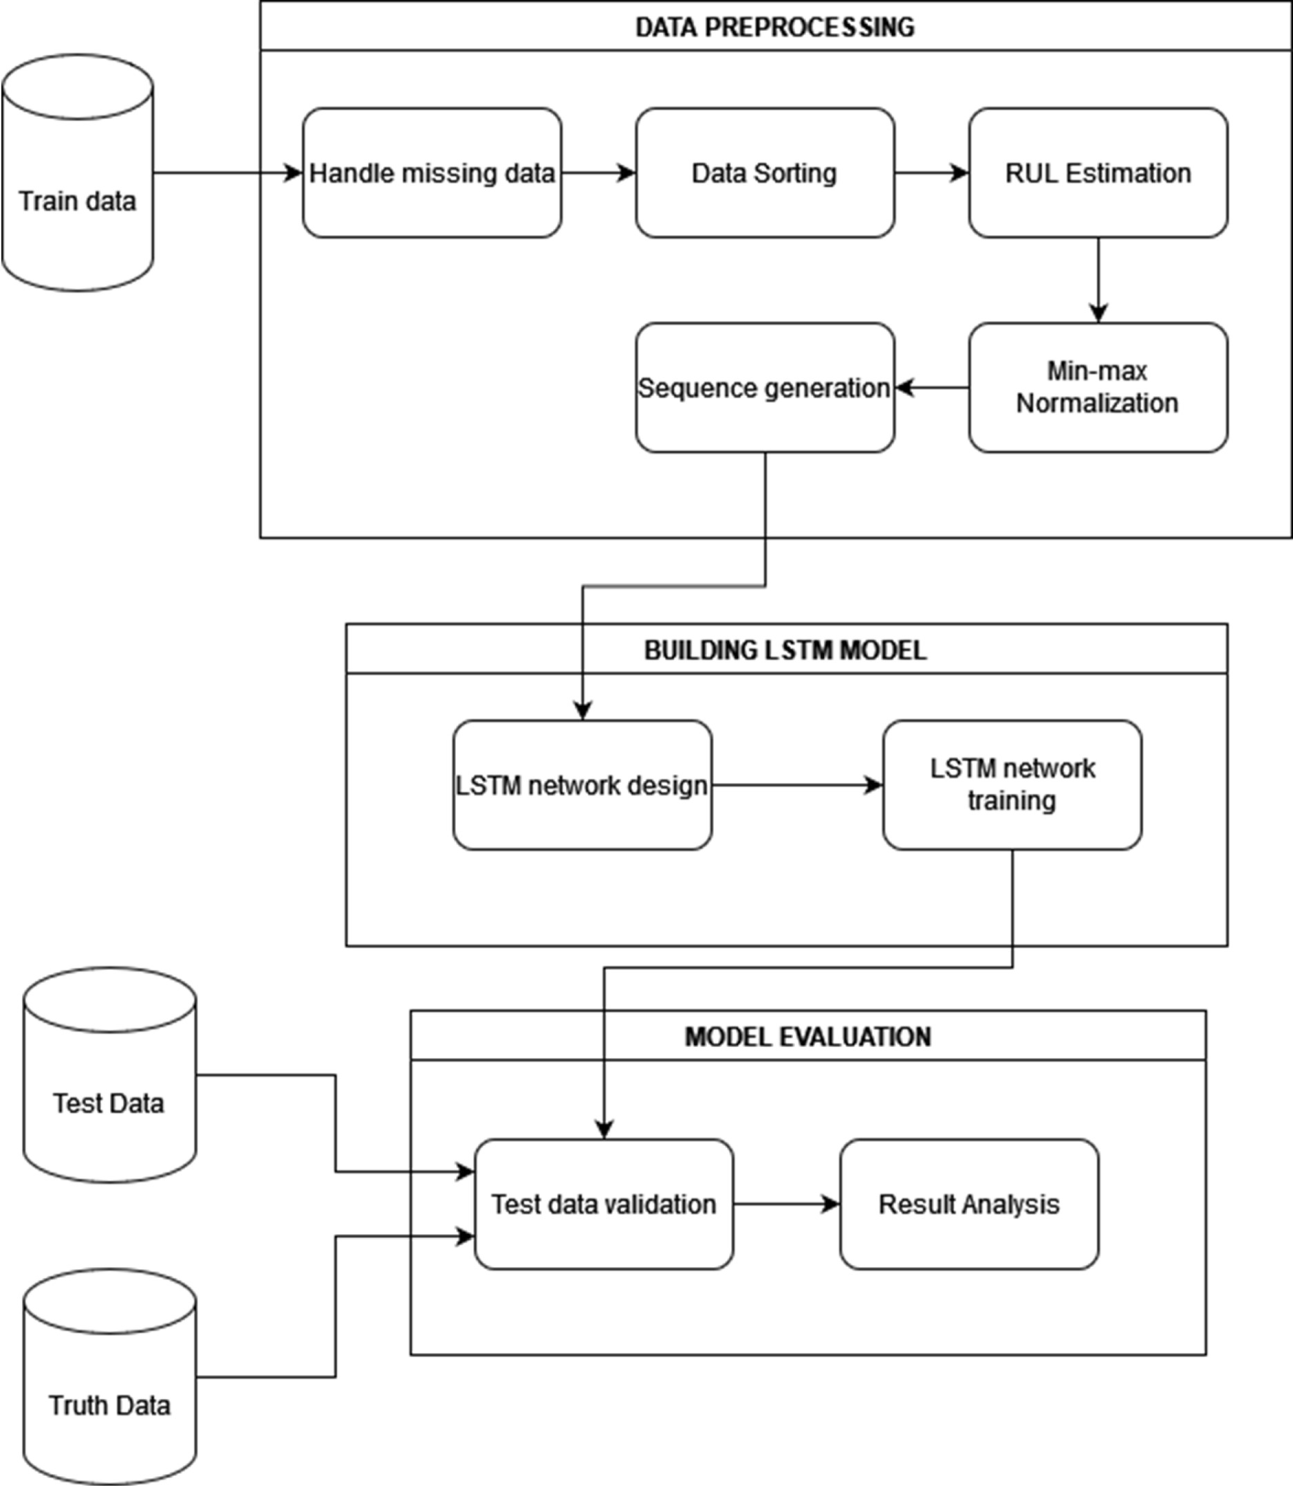 DATA PREPROCESSING
Train data
Handle missing data
Data Sorting
RUL Estimation
Sequence generation
Min-max
Normalization
BUILDING LSTM MODEL
LSTM network design
LSTM network
training
MODEL EVALUATION
Test Data
Test data validation
Result Analysis
Truth Data